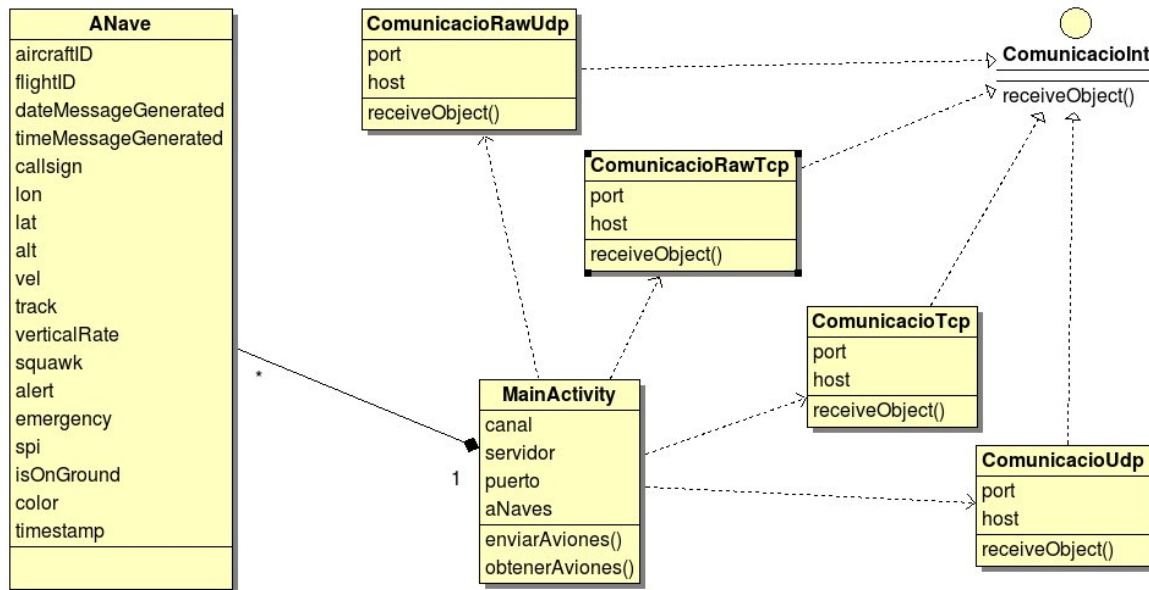 ANave
aircraftID
flightID
dateMessageGenerated
timeMessageGenerated
callsign
lon
lat
alt
vel
track
verticalRate
squawk
alert
emergency
spi
isOnGround
color
timestamp
*
1
ComunicacioRawUdp
port
host
receiveObject()
ComunicacioInt
receiveObject()
ComunicacioRawTcp
port
host
receiveObject()
ComunicacioTcp
port
host
receiveObject()
MainActivity
canal
servidor
puerto
aNaves
enviarAviones()
obtenerAviones()
ComunicacioUdp
port
host
receiveObject()